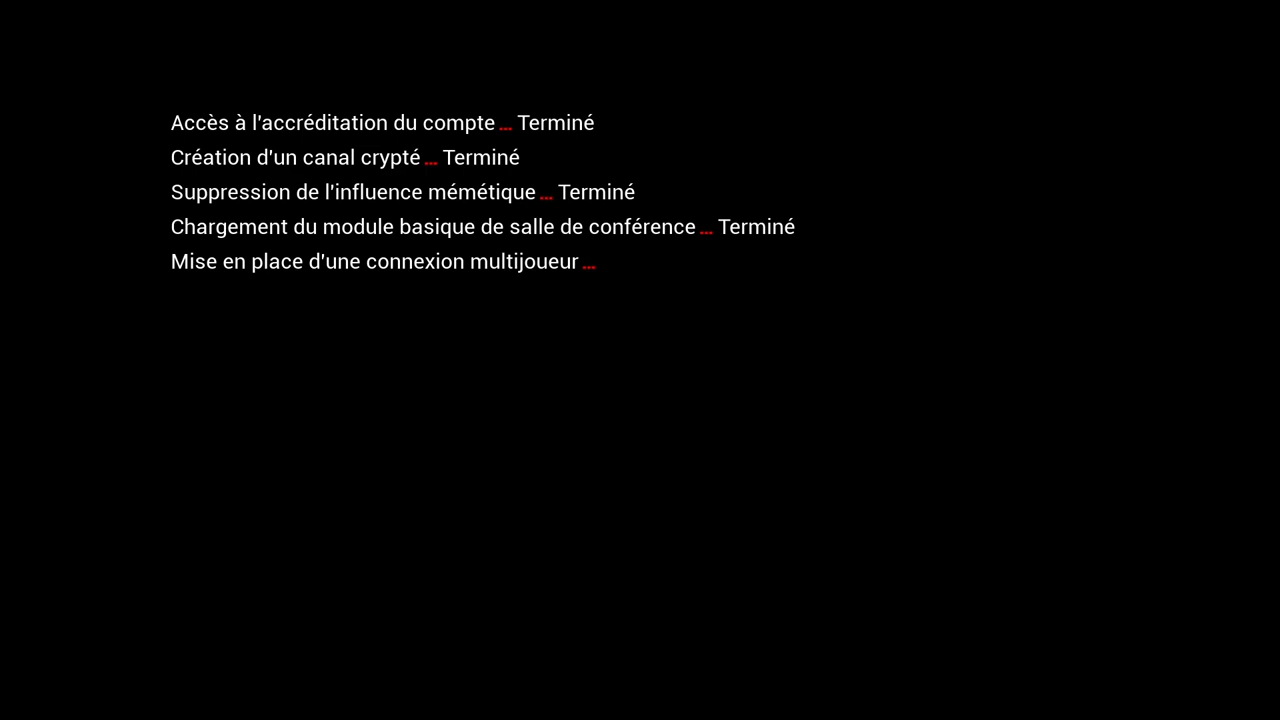 Accès à l'accréditation du compte ... Terminé
Création d'un canal crypté ... Terminé
Suppression de l'influence mémétique ... Terminé
Chargement du module basique de salle de conférence ... Terminé
Mise en place d'une connexion multijoueur ...